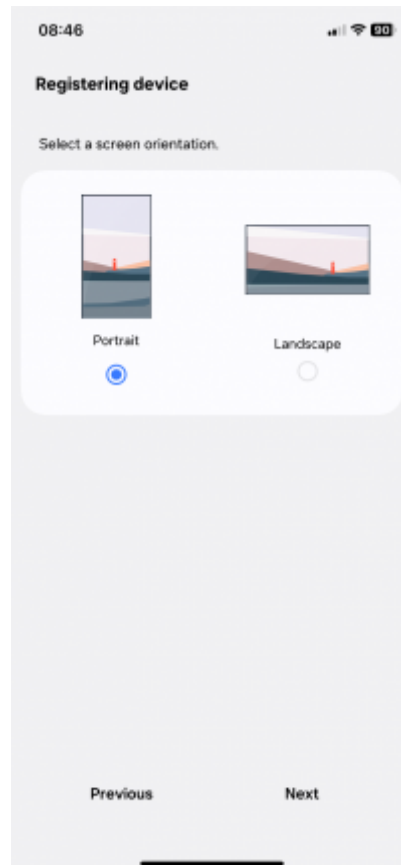 08:46
90
Registering device
Select a screen orientation.
Portrait
Landscape
Previous
Next